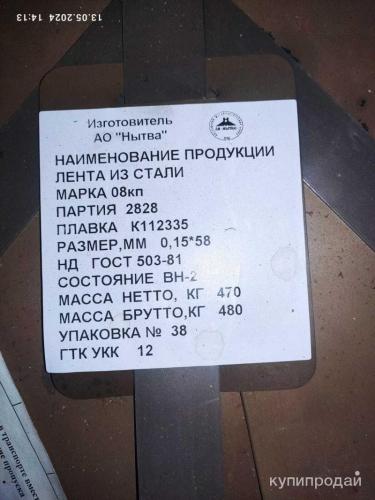 13.05.2024 14:13
Изготовитель
АО "Нытва"
НАИМЕНОВАНИЕ ПРОДУКЦИИ
ЛЕНТА ИЗ СТАЛИ
МАРКА 08кп
ПАРТИЯ 2828
ПЛАВКА К112335
РАЗМЕР,ММ 0,15*58
НД ГОСТ 503-81
СОСТОЯНИЕ ВН-2
МАССА НЕТТО, КГ 470
МАССА БРУТТО,КГ 480
УПАКОВКА № 38
ГТК УКК 12
в транспорте
купипродай